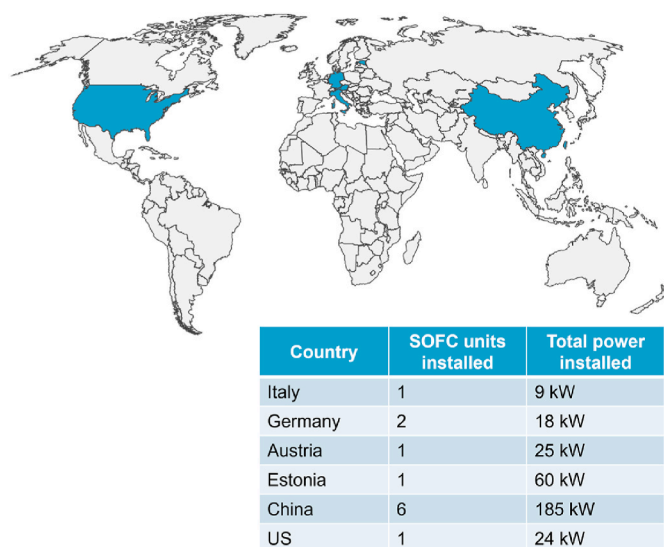 Country SOFC units installed Total power installed
Italy 1 9 kW
Germany 2 18 kW
Austria 1 25 kW
Estonia 1 60 kW
China 6 185 kW
US 1 24 kW